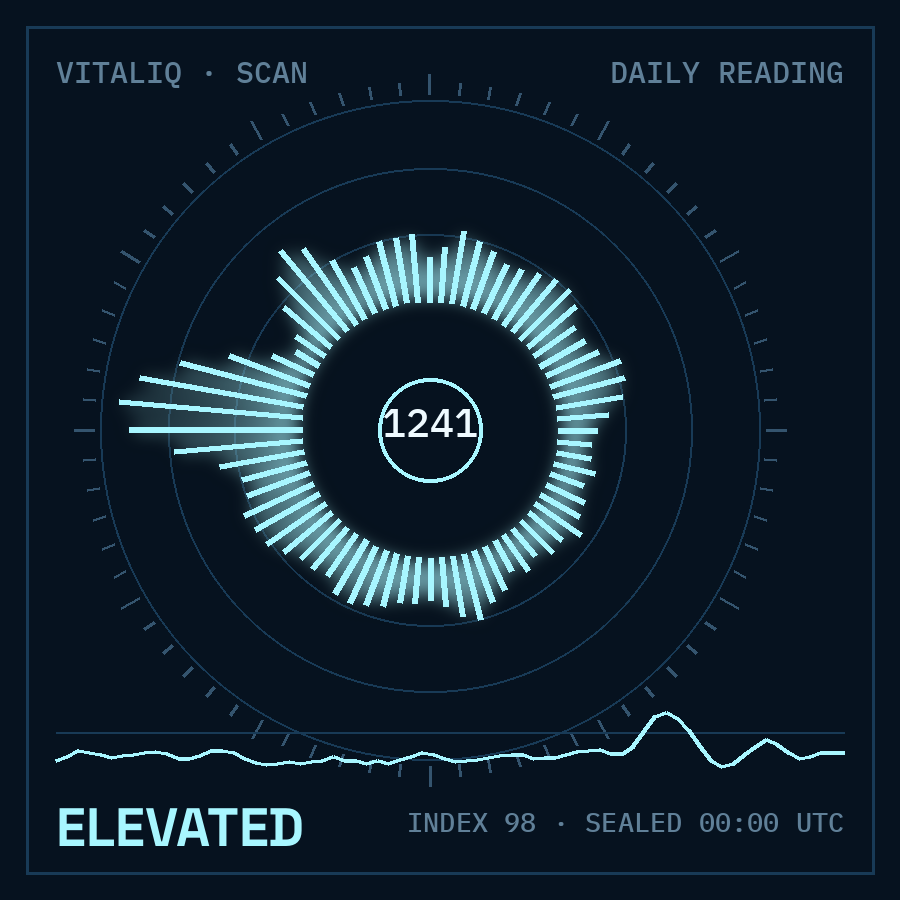 VITALIQ · SCAN
DAILY READING
1241
ELEVATED
INDEX 98 · SEALED 00:00 UTC